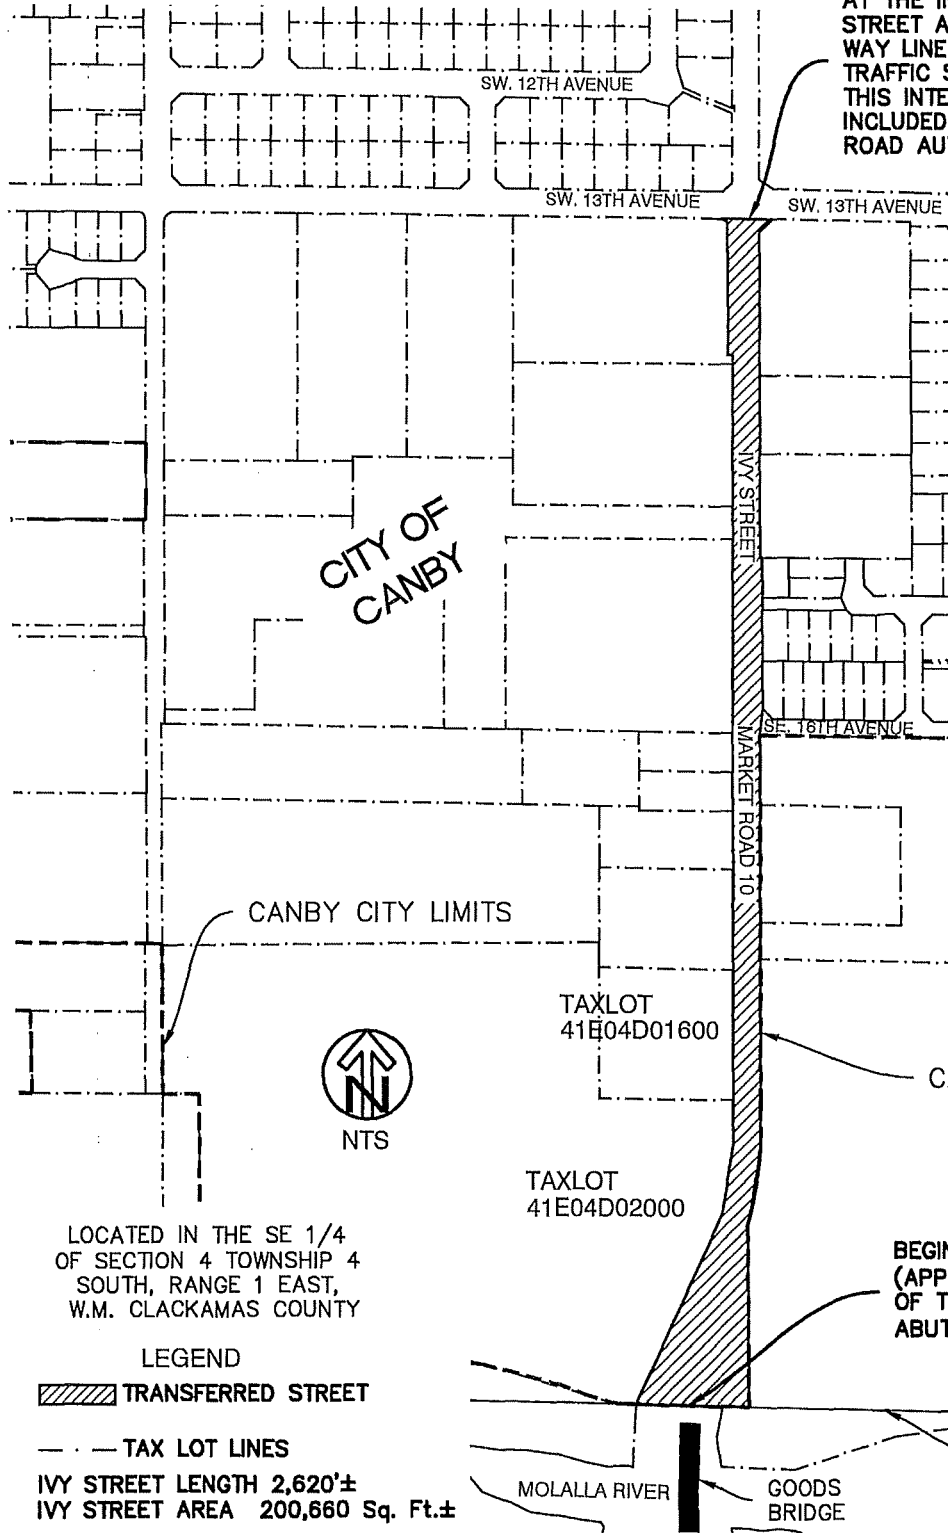 STREET A
WAY LINE
TRAFFIC S
THIS INTE
INCLUDED
ROAD AU
SW. 12TH AVENUE
SW. 13TH AVENUE
SW. 13TH AVENUE
IVY STREET
CITY OF
CANBY
SE. 16TH AVENUE
MARKET ROAD 10
CANBY CITY LIMITS
TAXLOT
41E04D01600
C
N
NTS
TAXLOT
41E04D02000
LOCATED IN THE SE 1/4
OF SECTION 4 TOWNSHIP 4
SOUTH, RANGE 1 EAST,
W.M. CLACKAMAS COUNTY
BEGIN
(APP
OF T
ABUT
LEGEND
TRANSFERRED STREET
TAX LOT LINES
IVY STREET LENGTH 2,620'±
IVY STREET AREA 200,660 Sq. Ft.±
MOLALLA RIVER
GOODS
BRIDGE